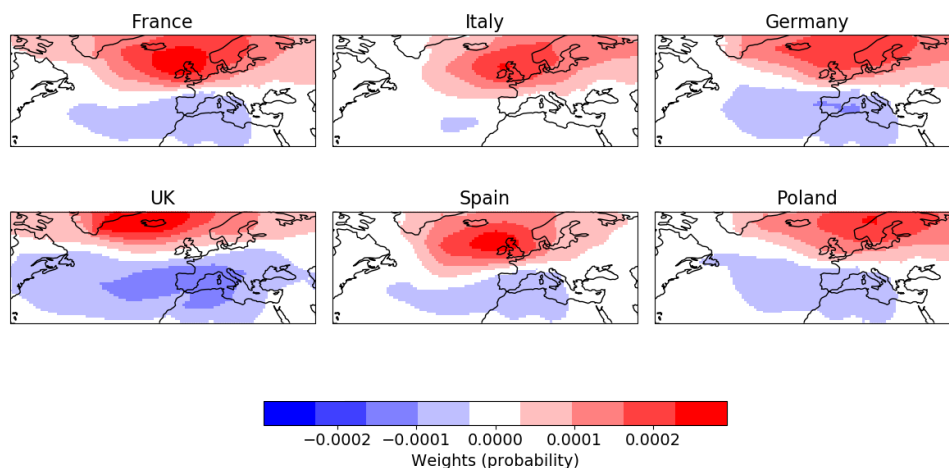 France Italy Germany
UK Spain Poland
−0.0002 −0.0001 0.0000 0.0001 0.0002
Weights (probability)